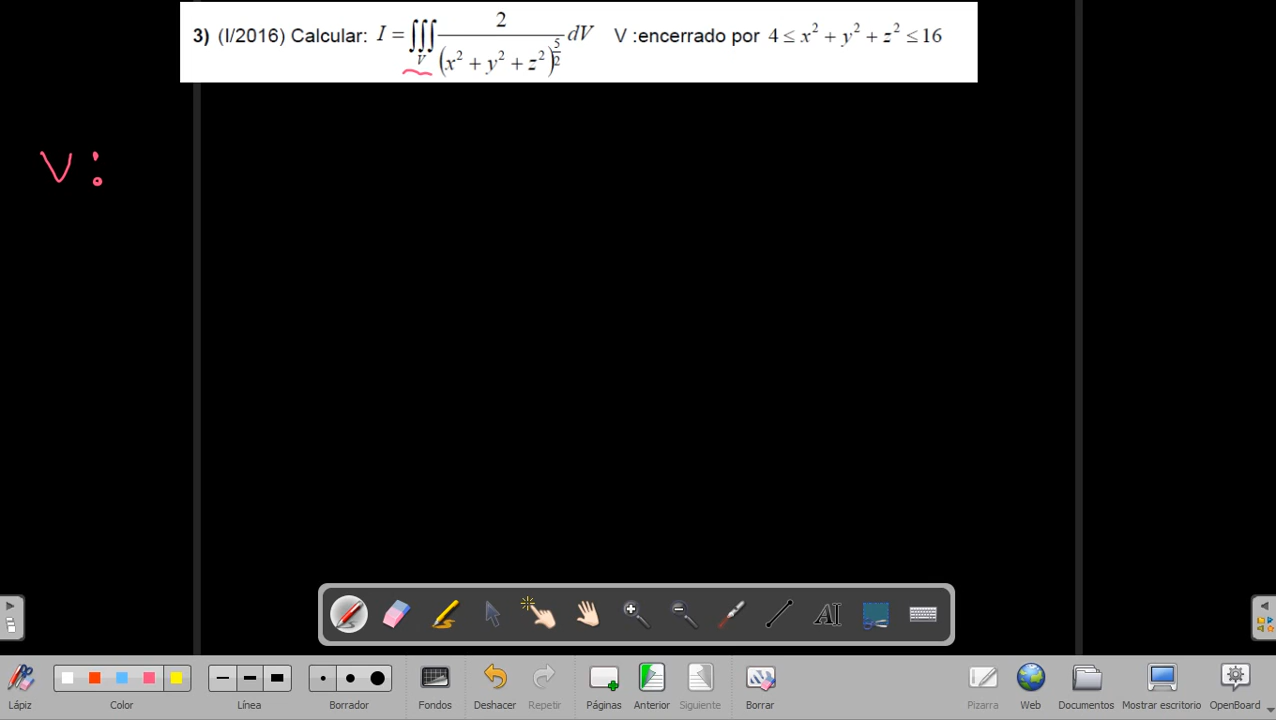 3) (I/2016) Calcular: I = ∭_V 2/(x² + y² + z²)^(5/2) dV V :encerrado por 4 ≤ x² + y² + z² ≤ 16
V :
AI
Lápiz Color Línea Borrador Fondos Deshacer Repetir Páginas Anterior Siguiente Borrar Pizarra Web Documentos Mostrar escritorio OpenBoard